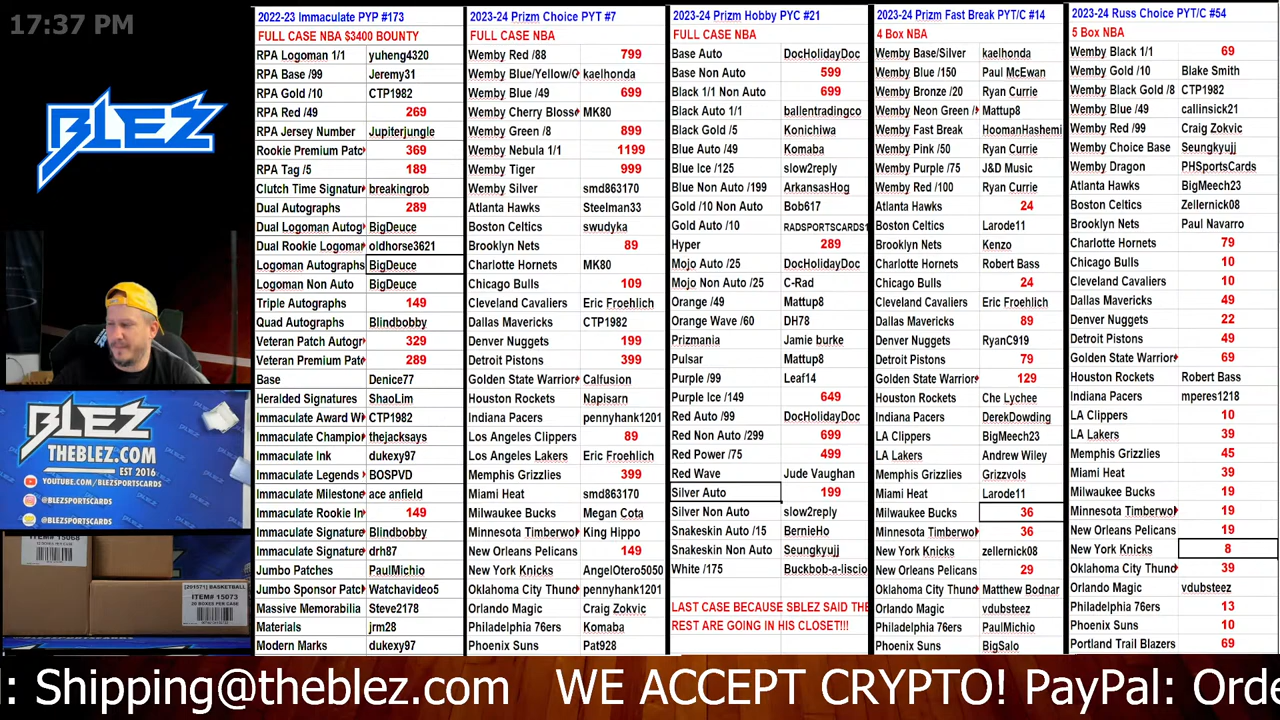 17:37 PM
BLEZ
BLEZ
THEBLEZ.COM
EST 2016
YOUTUBE.COM/BLEZSPORTSCARDS
@BLEZSPORTSCARDS
@BLEZSPORTSCARDS
ITEM# 15068
[201571] BASKETBALL
ITEM# 15073
2022-23 Immaculate PYP #173
FULL CASE NBA $3400 BOUNTY
RPA Logoman 1/1 yuheng4320
RPA Base /99 Jeremy31
RPA Gold /10 CTP1982
RPA Red /49 269
RPA Jersey Number Jupiterjungle
Rookie Premium Patc 369
RPA Tag /5 189
Clutch Time Signatur breakingrob
Dual Autographs 289
Dual Logoman Autog BigDeuce
Dual Rookie Logomar oldhorse3621
Logoman Autographs BigDeuce
Logoman Non Auto BigDeuce
Triple Autographs 149
Quad Autographs Blindbobby
Veteran Patch Autogr 329
Veteran Premium Pate 289
Base Denice77
Heralded Signatures ShaoLim
Immaculate Award W CTP1982
Immaculate Champio thejacksays
Immaculate Ink dukexy97
Immaculate Legends BOSPVD
Immaculate Milestone ace anfield
Immaculate Rookie In 149
Immaculate Signature Blindbobby
Immaculate Signature drh87
Jumbo Patches PaulMichio
Jumbo Sponsor Patc Watchavideo5
Massive Memorabilia Steve2178
Materials jrm28
Modern Marks dukexy97
2023-24 Prizm Choice PYT #7
FULL CASE NBA
Wemby Red /88 799
Wemby Blue/Yellow/G kaelhonda
Wemby Blue /49 699
Wemby Cherry Blosso MK80
Wemby Green /8 899
Wemby Nebula 1/1 1199
Wemby Tiger 999
Wemby Silver smd863170
Atlanta Hawks Steelman33
Boston Celtics swudyka
Brooklyn Nets 89
Charlotte Hornets MK80
Chicago Bulls 109
Cleveland Cavaliers Eric Froehlich
Dallas Mavericks CTP1982
Denver Nuggets 199
Detroit Pistons 399
Golden State Warrior Calfusion
Houston Rockets Napisarn
Indiana Pacers pennyhank1201
Los Angeles Clippers 89
Los Angeles Lakers Eric Froehlich
Memphis Grizzlies 399
Miami Heat smd863170
Milwaukee Bucks Megan Cota
Minnesota Timberwo King Hippo
New Orleans Pelicans 149
New York Knicks AngelOtero5050
Oklahoma City Thund pennyhank1201
Orlando Magic Craig Zokvic
Philadelphia 76ers Komaba
Phoenix Suns Pat928
2023-24 Prizm Hobby PYC #21
FULL CASE NBA
Base Auto DocHolidayDoc
Base Non Auto 599
Black 1/1 Non Auto 699
Black Auto 1/1 ballentradingco
Black Gold /5 Konichiwa
Blue Auto /49 Komaba
Blue Ice /125 slow2reply
Blue Non Auto /199 ArkansasHog
Gold /10 Non Auto Bob617
Gold Auto /10 RADSPORTSCARDS1
Hyper 289
Mojo Auto /25 DocHolidayDoc
Mojo Non Auto /25 C-Rad
Orange /49 Mattup8
Orange Wave /60 DH78
Prizmania Jamie burke
Pulsar Mattup8
Purple /99 Leaf14
Purple Ice /149 649
Red Auto /99 DocHolidayDoc
Red Non Auto /299 699
Red Power /75 499
Red Wave Jude Vaughan
Silver Auto 199
Silver Non Auto slow2reply
Snakeskin Auto /15 BernieHo
Snakeskin Non Auto Seungkyujj
White /175 Buckbob-a-liscio
LAST CASE BECAUSE SBLEZ SAID THE
REST ARE GOING IN HIS CLOSET!!!
2023-24 Prizm Fast Break PYT/C #14
4 Box NBA
Wemby Base/Silver kaelhonda
Wemby Blue /150 Paul McEwan
Wemby Bronze /20 Ryan Currie
Wemby Neon Green / Mattup8
Wemby Fast Break HoomanHashemi
Wemby Pink /50 Ryan Currie
Wemby Purple /75 J&D Music
Wemby Red /100 Ryan Currie
Atlanta Hawks 24
Boston Celtics Larode11
Brooklyn Nets Kenzo
Charlotte Hornets Robert Bass
Chicago Bulls 24
Cleveland Cavaliers Eric Froehlich
Dallas Mavericks 89
Denver Nuggets RyanC919
Detroit Pistons 79
Golden State Warrior 129
Houston Rockets Che Lychee
Indiana Pacers DerekDowding
LA Clippers BigMeech23
LA Lakers Andrew Wiley
Memphis Grizzlies Grizzvols
Miami Heat Larode11
Milwaukee Bucks 36
Minnesota Timberwo 36
New York Knicks zellernick08
New Orleans Pelicans 29
Oklahoma City Thund Matthew Bodnar
Orlando Magic vdubsteez
Philadelphia 76ers PaulMichio
Phoenix Suns BigSalo
2023-24 Russ Choice PYT/C #54
5 Box NBA
Wemby Black 1/1 69
Wemby Gold /10 Blake Smith
Wemby Black Gold /8 CTP1982
Wemby Blue /49 callinsick21
Wemby Red /99 Craig Zokvic
Wemby Choice Base Seungkyujj
Wemby Dragon PHSportsCards
Atlanta Hawks BigMeech23
Boston Celtics Zellernick08
Brooklyn Nets Paul Navarro
Charlotte Hornets 79
Chicago Bulls 10
Cleveland Cavaliers 10
Dallas Mavericks 49
Denver Nuggets 22
Detroit Pistons 49
Golden State Warrior 69
Houston Rockets Robert Bass
Indiana Pacers mperes1218
LA Clippers 10
LA Lakers 39
Memphis Grizzlies 45
Miami Heat 39
Milwaukee Bucks 19
Minnesota Timberwo 19
New Orleans Pelicans 19
New York Knicks 8
Oklahoma City Thund 39
Orlando Magic vdubsteez
Philadelphia 76ers 13
Phoenix Suns 10
Portland Trail Blazers 69
: Shipping@theblez.com WE ACCEPT CRYPTO! PayPal: Orde